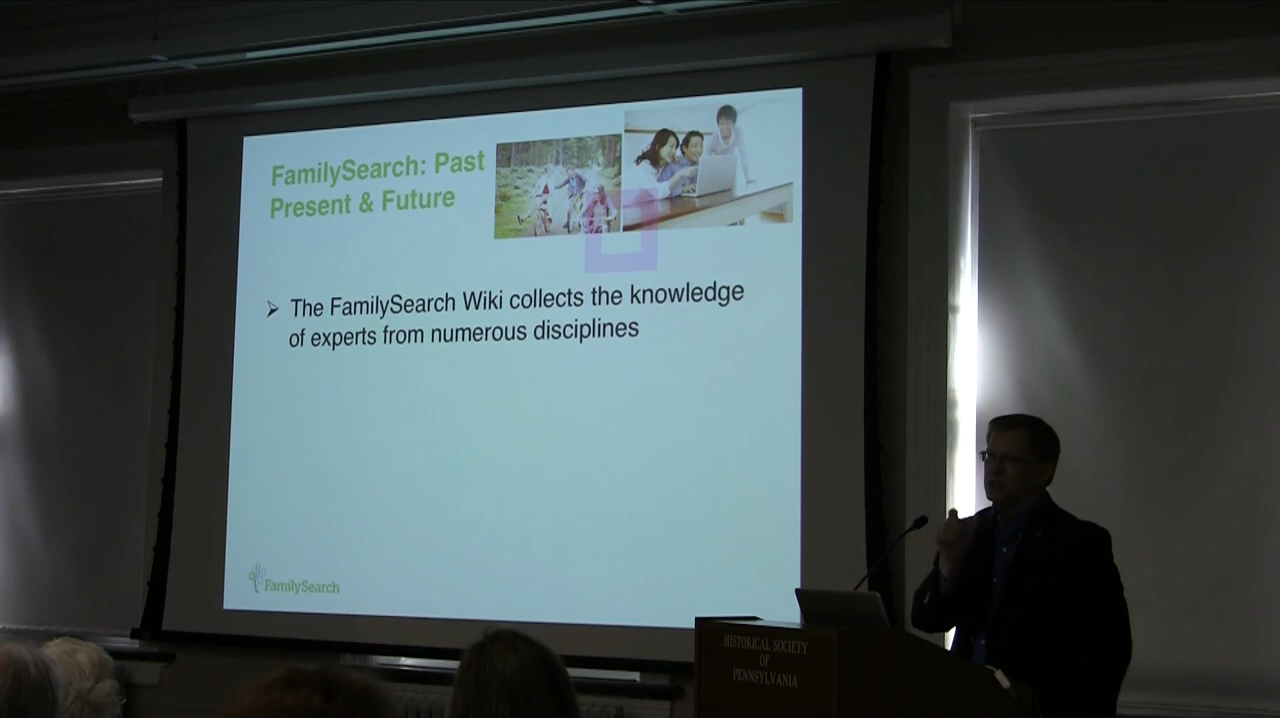 FamilySearch: Past
Present & Future
➢ The FamilySearch Wiki collects the knowledge
of experts from numerous disciplines
FamilySearch
HISTORICAL SOCIETY
OF
PENNSYLVANIA